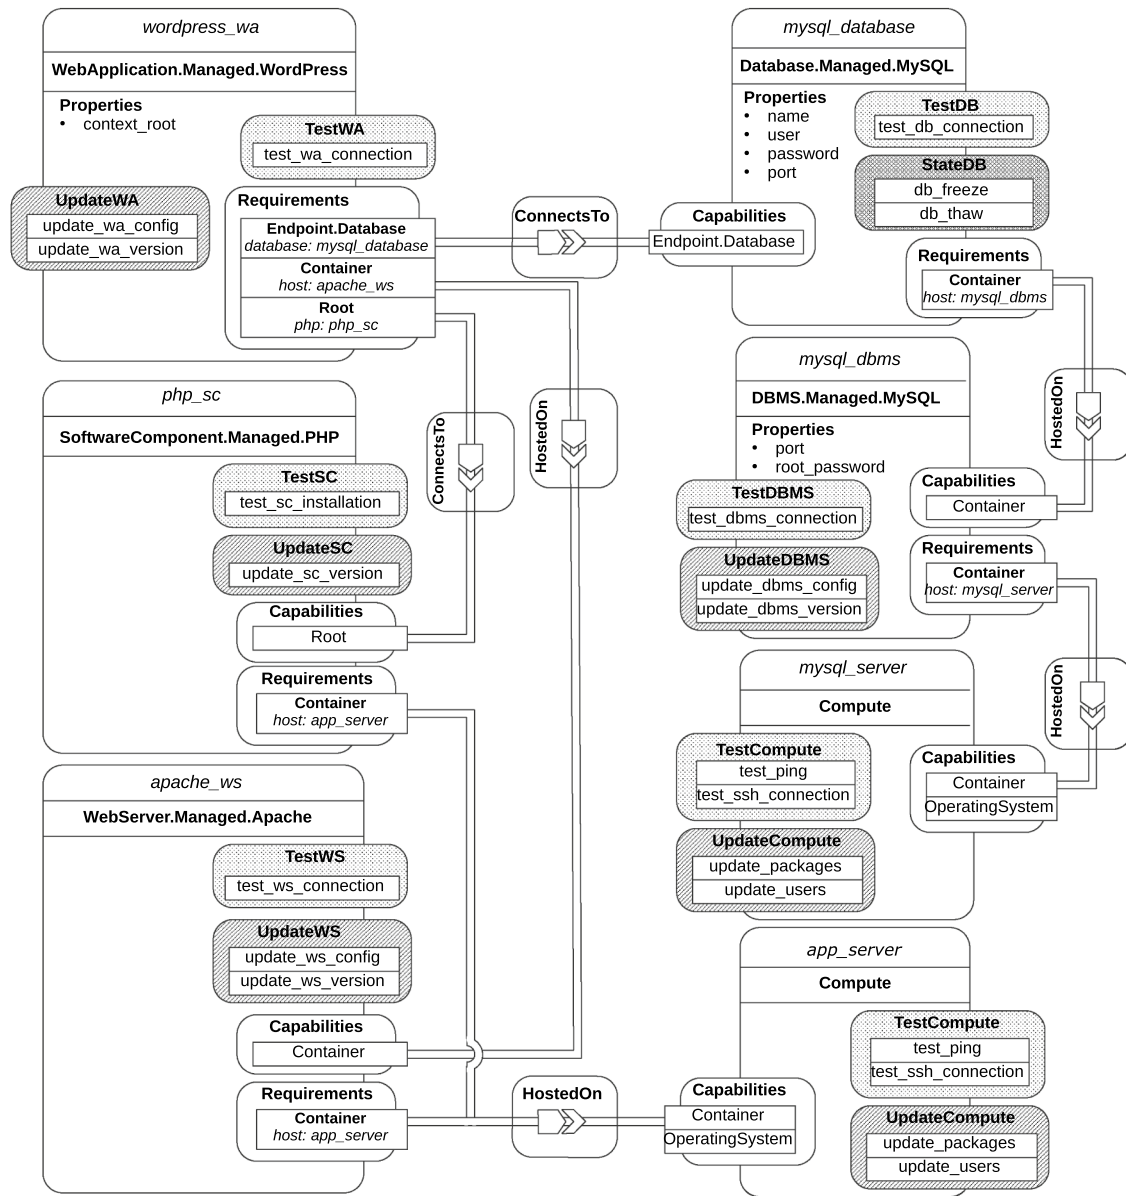 wordpress_wa
WebApplication.Managed.WordPress
Properties
• context_root
TestWA
test_wa_connection
UpdateWA
update_wa_config
update_wa_version
Requirements
Endpoint.Database
database: mysql_database
Container
host: apache_ws
Root
php: php_sc
ConnectsTo
mysql_database
Database.Managed.MySQL
Properties
• name
• user
• password
• port
TestDB
test_db_connection
StateDB
db_freeze
db_thaw
Capabilities
Endpoint.Database
Requirements
Container
host: mysql_dbms
HostedOn
php_sc
SoftwareComponent.Managed.PHP
TestSC
test_sc_installation
UpdateSC
update_sc_version
Capabilities
Root
Requirements
Container
host: app_server
ConnectsTo
HostedOn
mysql_dbms
DBMS.Managed.MySQL
Properties
• port
• root_password
TestDBMS
test_dbms_connection
UpdateDBMS
update_dbms_config
update_dbms_version
Capabilities
Container
Requirements
Container
host: mysql_server
HostedOn
mysql_server
Compute
TestCompute
test_ping
test_ssh_connection
UpdateCompute
update_packages
update_users
Capabilities
Container
OperatingSystem
apache_ws
WebServer.Managed.Apache
TestWS
test_ws_connection
UpdateWS
update_ws_config
update_ws_version
Capabilities
Container
Requirements
Container
host: app_server
HostedOn
app_server
Compute
TestCompute
test_ping
test_ssh_connection
UpdateCompute
update_packages
update_users
Capabilities
Container
OperatingSystem